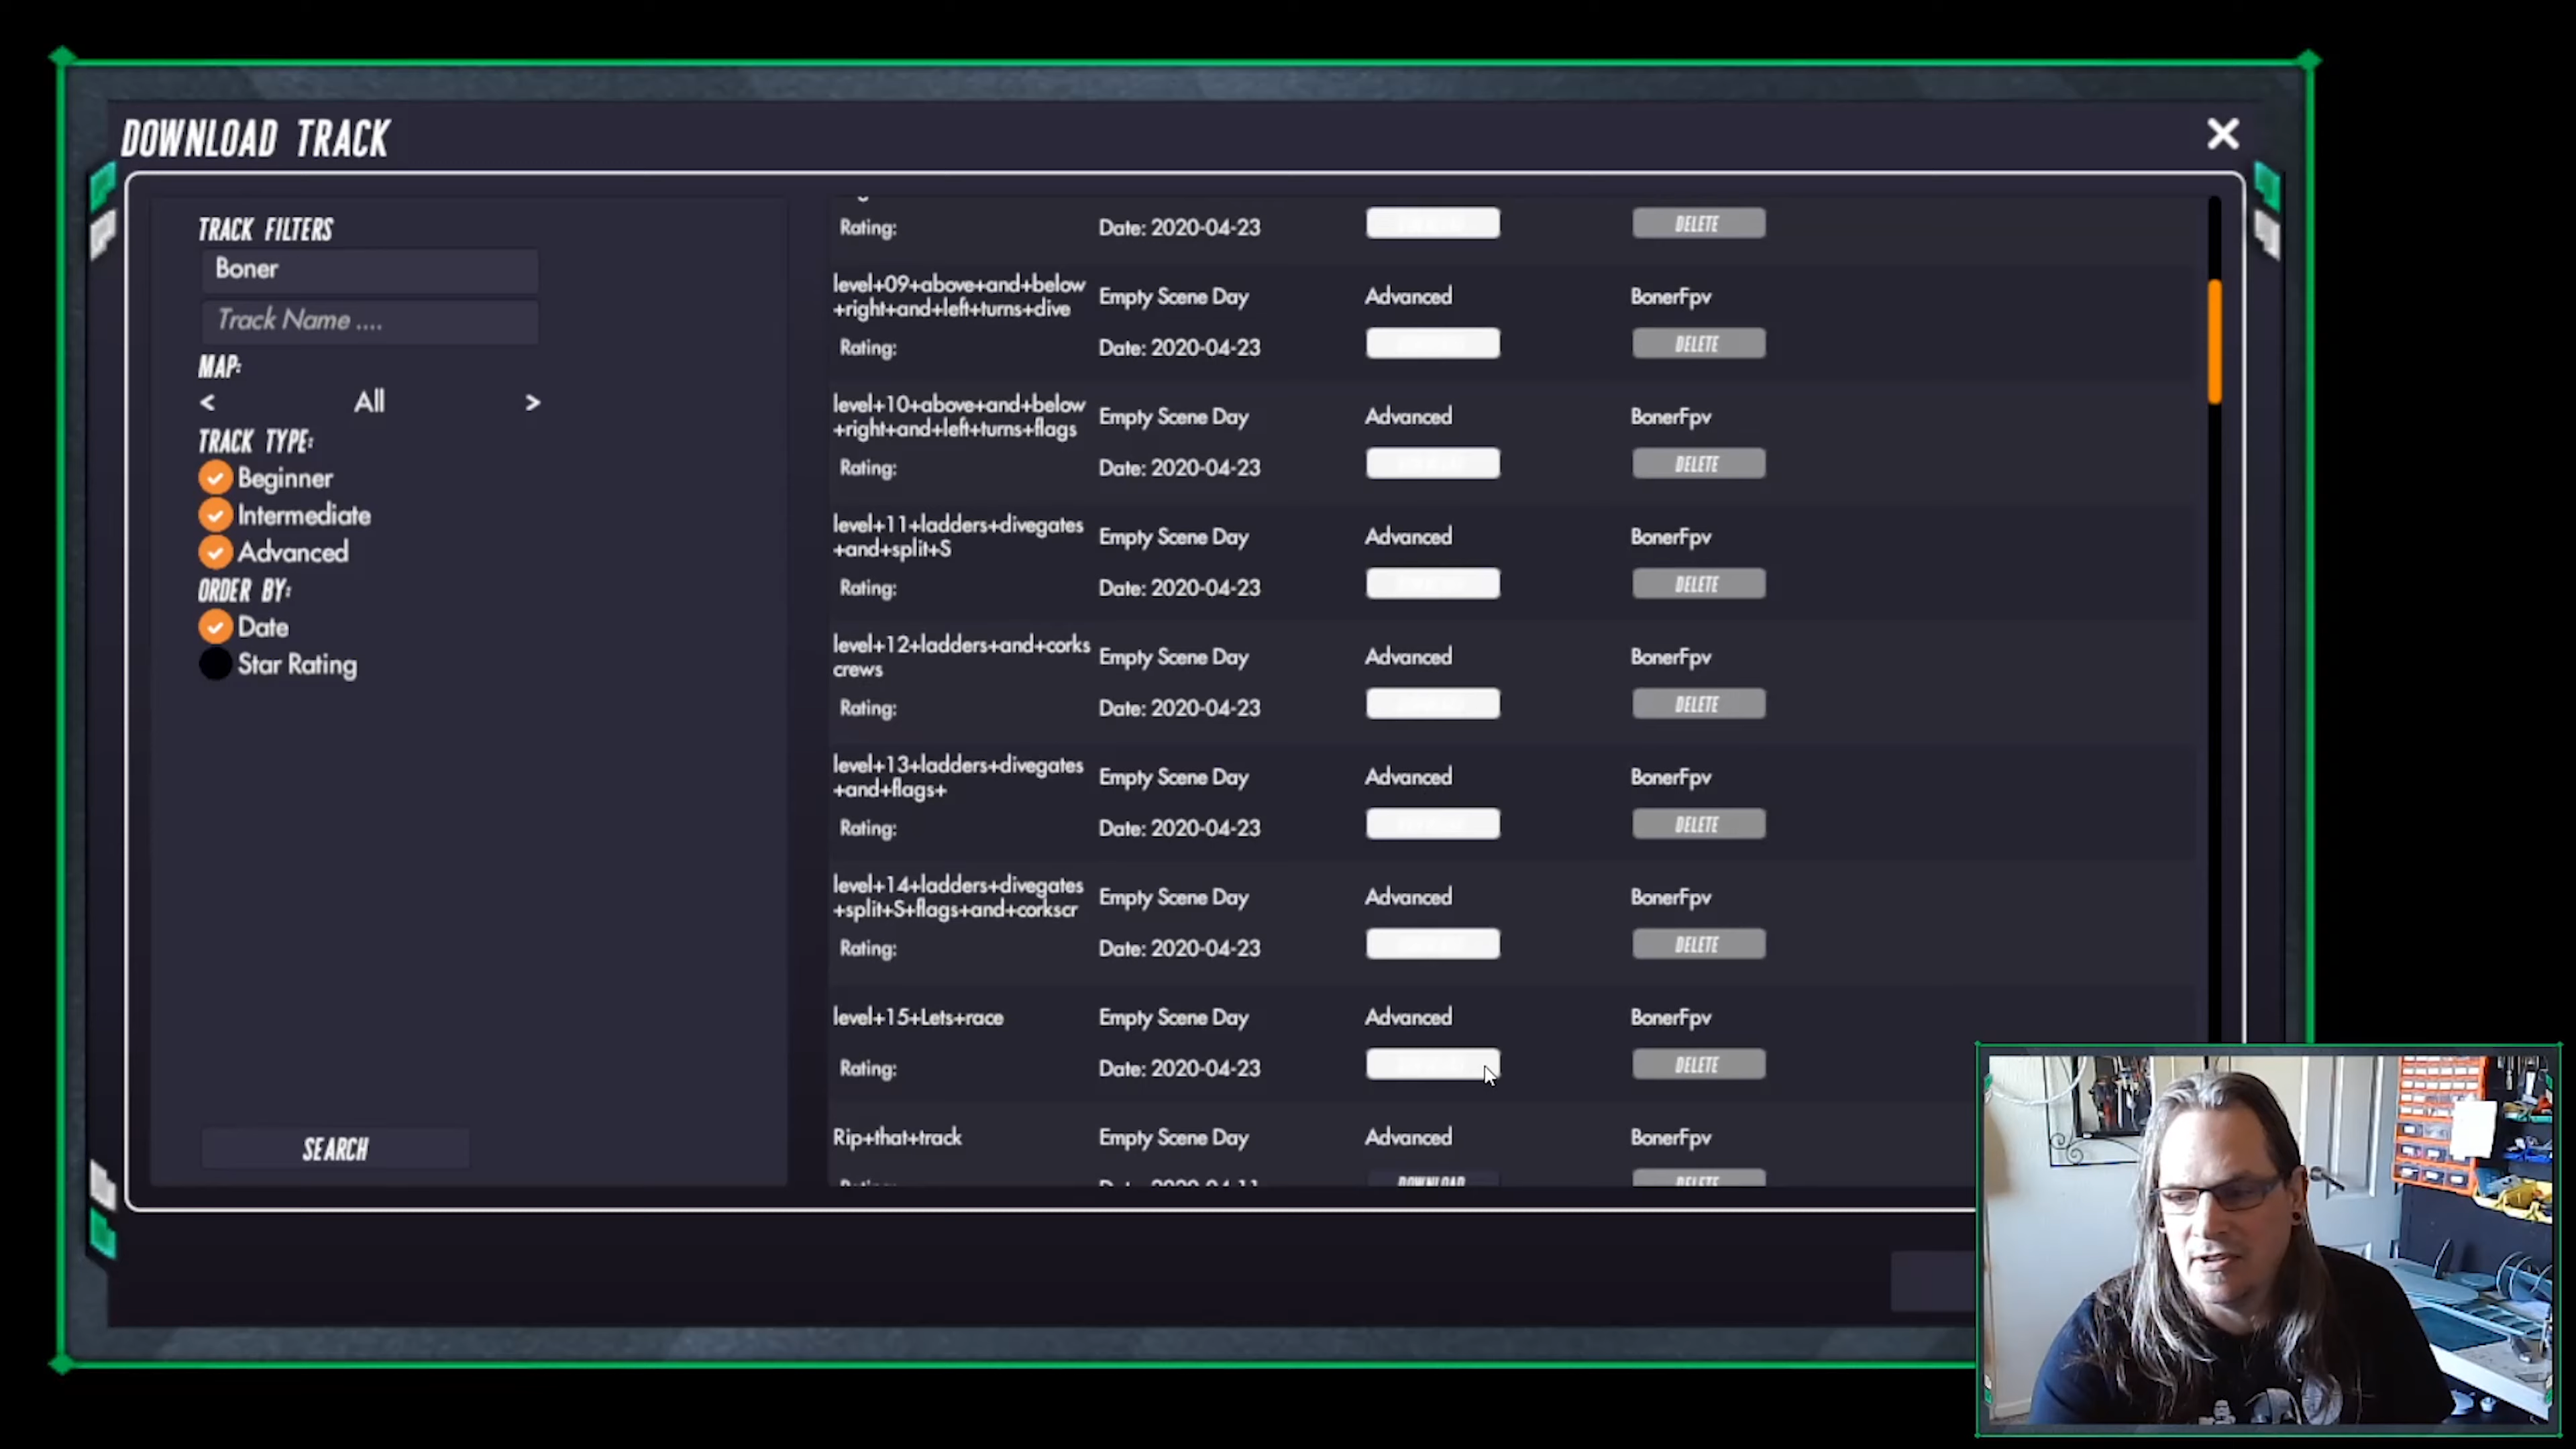 DOWNLOAD TRACK
TRACK FILTERS
Boner
Track Name ....
MAP:
< All >
TRACK TYPE:
Beginner
Intermediate
Advanced
ORDER BY:
Date
Star Rating
SEARCH
Rating: Date: 2020-04-23 DELETE
level+09+above+and+below Empty Scene Day Advanced BonerFpv
+right+and+left+turns+dive
Rating: Date: 2020-04-23 DELETE
level+10+above+and+below Empty Scene Day Advanced BonerFpv
+right+and+left+turns+flags
Rating: Date: 2020-04-23 DELETE
level+11+ladders+divegates Empty Scene Day Advanced BonerFpv
+and+split+S
Rating: Date: 2020-04-23 DELETE
level+12+ladders+and+corks Empty Scene Day Advanced BonerFpv
crews
Rating: Date: 2020-04-23 DELETE
level+13+ladders+divegates Empty Scene Day Advanced BonerFpv
+and+flags+
Rating: Date: 2020-04-23 DELETE
level+14+ladders+divegates Empty Scene Day Advanced BonerFpv
+split+S+flags+and+corkscr
Rating: Date: 2020-04-23 DELETE
level+15+Lets+race Empty Scene Day Advanced BonerFpv
Rating: Date: 2020-04-23 DELETE
Rip+that+track Empty Scene Day Advanced BonerFpv
Rating: Date: 2020-04-11 DOWNLOAD DELETE